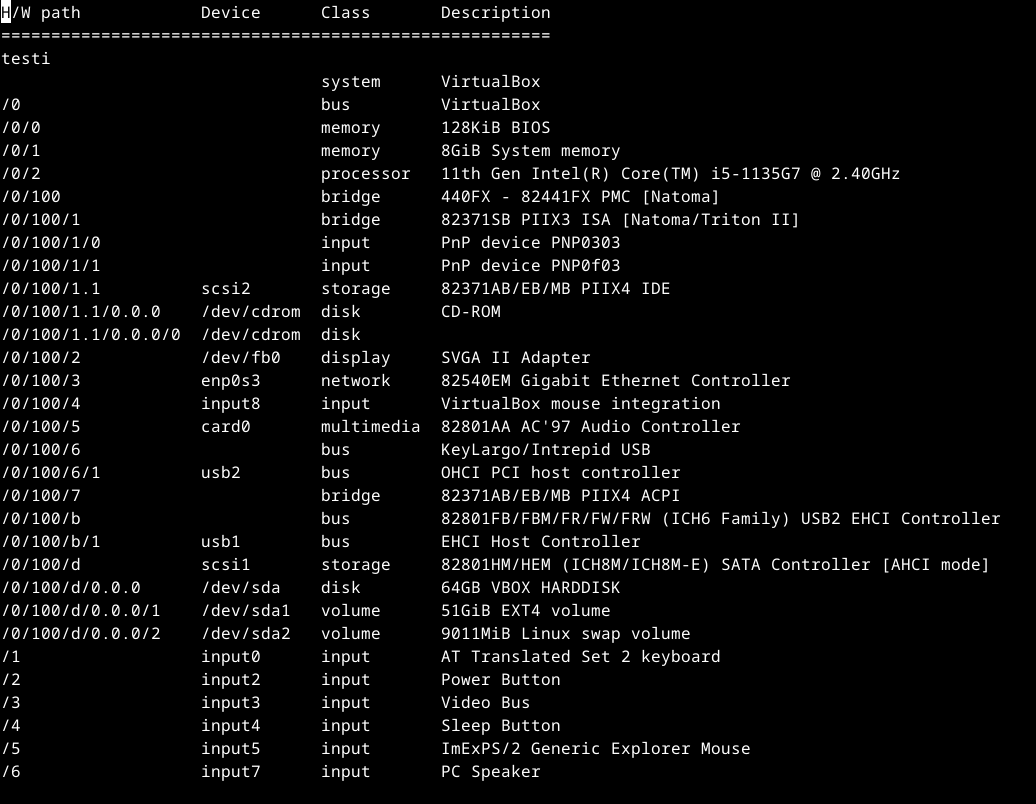 H/W path            Device      Class       Description
=======================================================
testi
                                system      VirtualBox
/0                              bus         VirtualBox
/0/0                            memory      128KiB BIOS
/0/1                            memory      8GiB System memory
/0/2                            processor   11th Gen Intel(R) Core(TM) i5-1135G7 @ 2.40GHz
/0/100                          bridge      440FX - 82441FX PMC [Natoma]
/0/100/1                        bridge      82371SB PIIX3 ISA [Natoma/Triton II]
/0/100/1/0                      input       PnP device PNP0303
/0/100/1/1                      input       PnP device PNP0f03
/0/100/1.1          scsi2       storage     82371AB/EB/MB PIIX4 IDE
/0/100/1.1/0.0.0    /dev/cdrom  disk        CD-ROM
/0/100/1.1/0.0.0/0  /dev/cdrom  disk
/0/100/2            /dev/fb0    display     SVGA II Adapter
/0/100/3            enp0s3      network     82540EM Gigabit Ethernet Controller
/0/100/4            input8      input       VirtualBox mouse integration
/0/100/5            card0       multimedia  82801AA AC'97 Audio Controller
/0/100/6                        bus         KeyLargo/Intrepid USB
/0/100/6/1          usb2        bus         OHCI PCI host controller
/0/100/7                        bridge      82371AB/EB/MB PIIX4 ACPI
/0/100/b                        bus         82801FB/FBM/FR/FW/FRW (ICH6 Family) USB2 EHCI Controller
/0/100/b/1          usb1        bus         EHCI Host Controller
/0/100/d            scsi1       storage     82801HM/HEM (ICH8M/ICH8M-E) SATA Controller [AHCI mode]
/0/100/d/0.0.0      /dev/sda    disk        64GB VBOX HARDDISK
/0/100/d/0.0.0/1    /dev/sda1   volume      51GiB EXT4 volume
/0/100/d/0.0.0/2    /dev/sda2   volume      9011MiB Linux swap volume
/1                  input0      input       AT Translated Set 2 keyboard
/2                  input2      input       Power Button
/3                  input3      input       Video Bus
/4                  input4      input       Sleep Button
/5                  input5      input       ImExPS/2 Generic Explorer Mouse
/6                  input7      input       PC Speaker